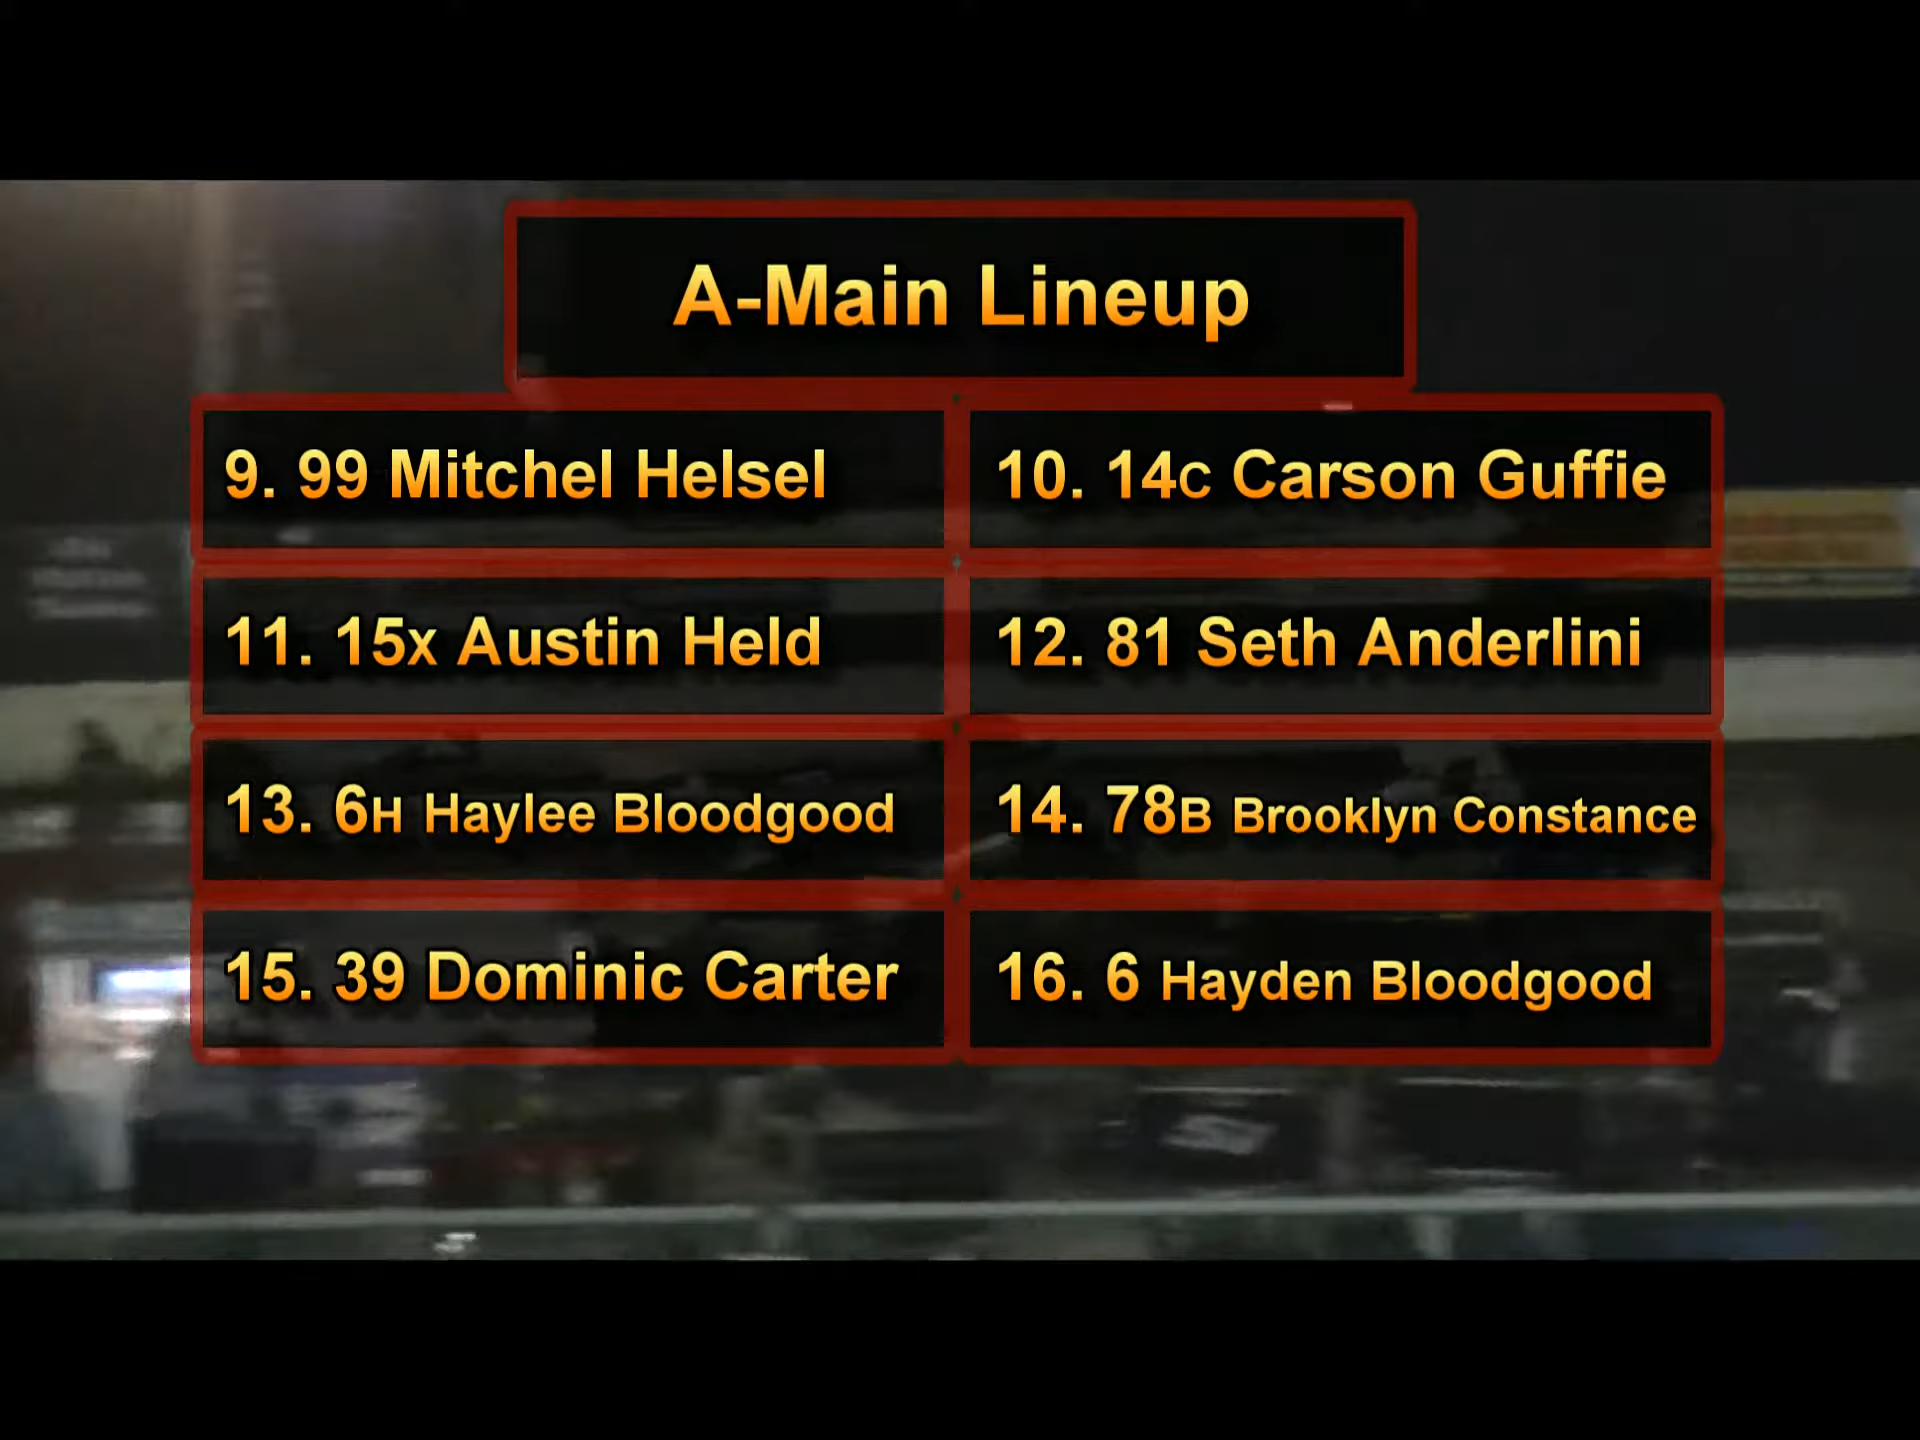 A-Main Lineup
9. 99 Mitchel Helsel
10. 14c Carson Guffie
11. 15x Austin Held
12. 81 Seth Anderlini
13. 6H Haylee Bloodgood
14. 78B Brooklyn Constance
15. 39 Dominic Carter
16. 6 Hayden Bloodgood